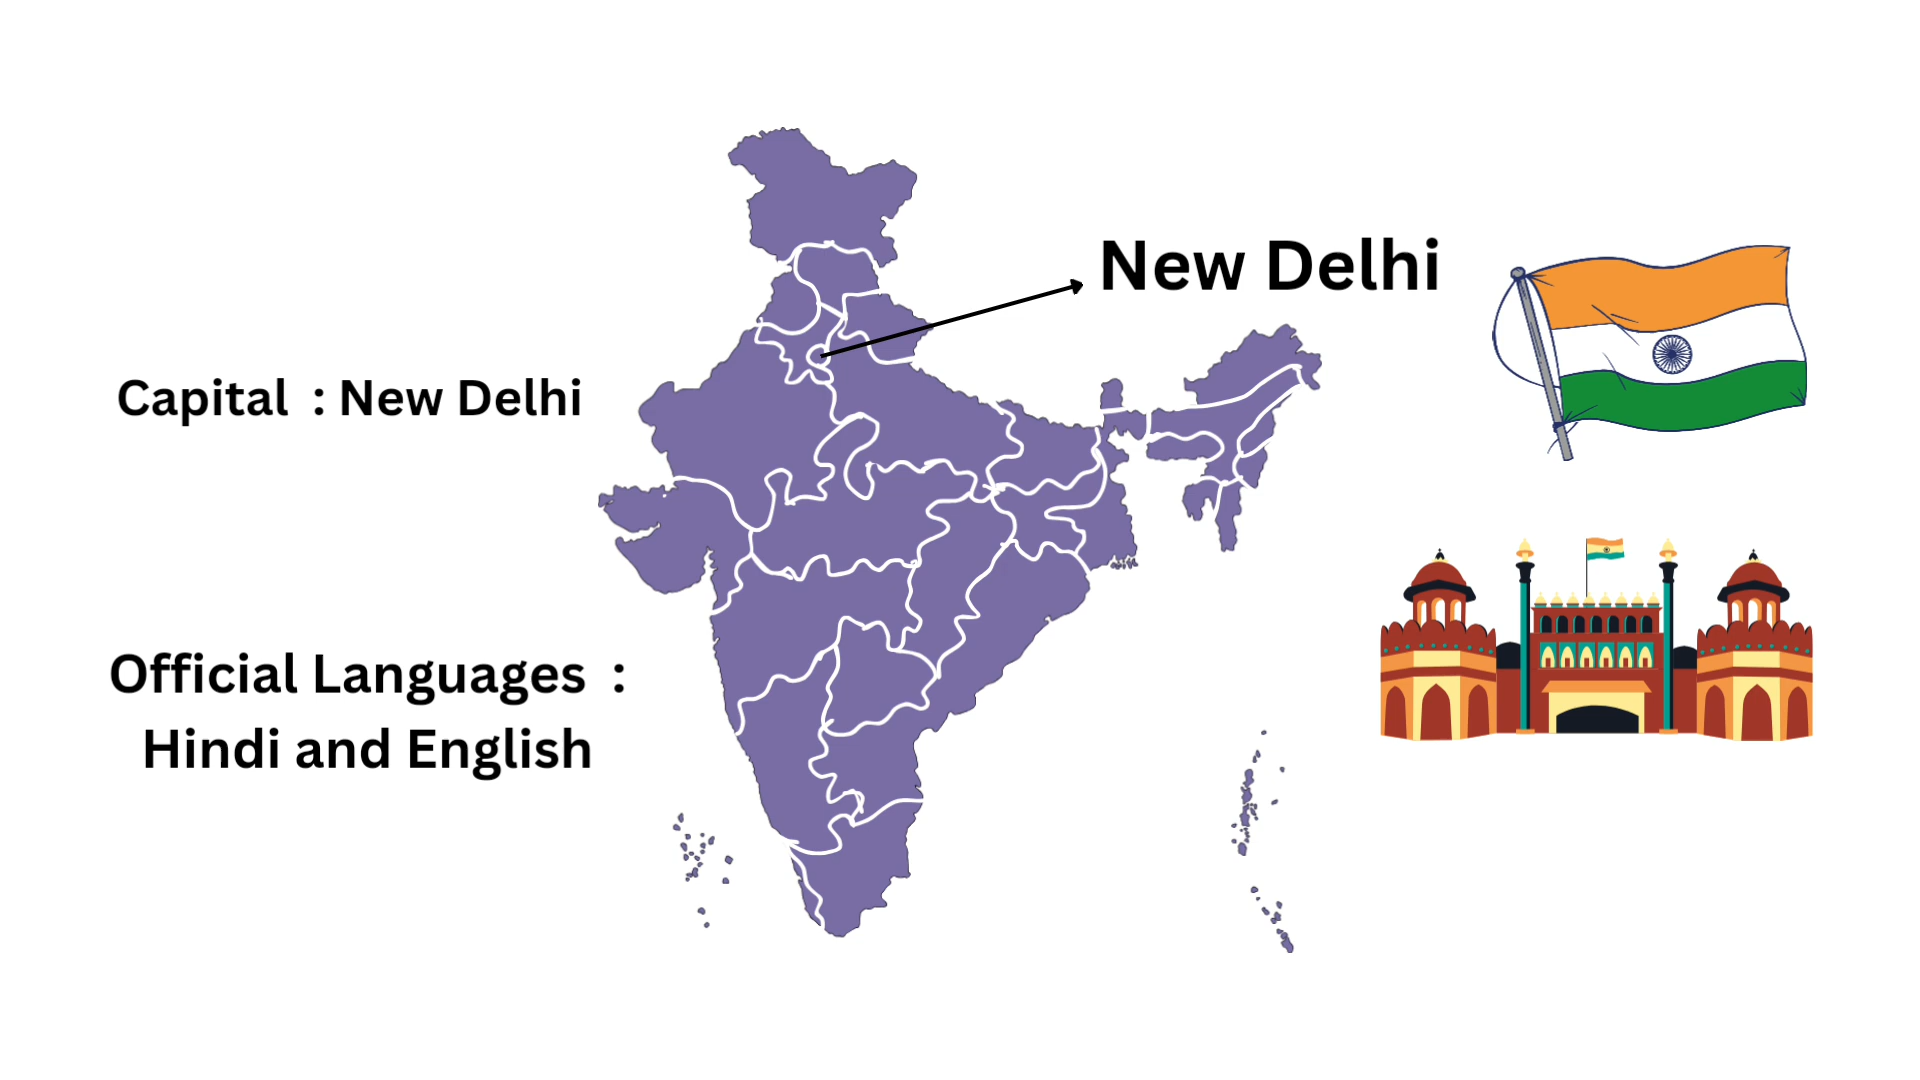 New Delhi
Capital : New Delhi
Official Languages :
Hindi and English